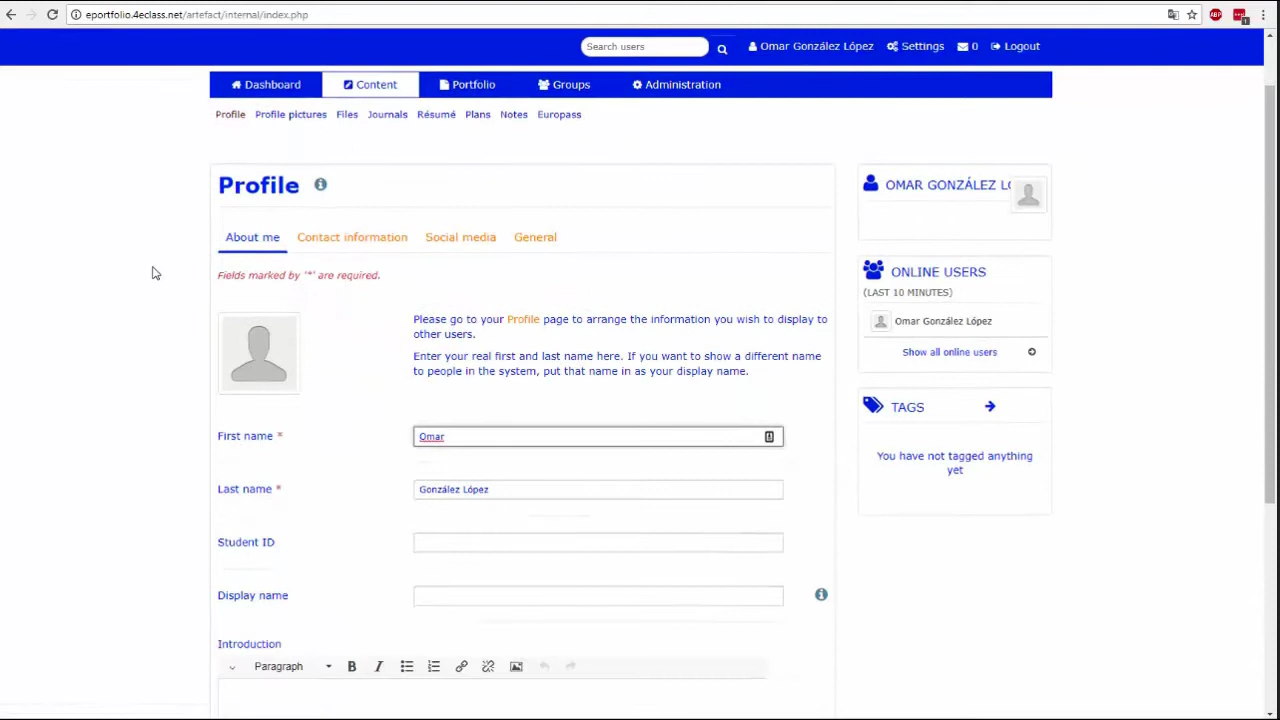 eportfolio.4eclass.net/artefact/internal/index.php
ABP
Search users
Omar González López
Settings
0
Logout
Dashboard
Content
Portfolio
Groups
Administration
Profile
Profile pictures
Files
Journals
Résumé
Plans
Notes
Europass
Profile
About me
Contact information
Social media
General
Fields marked by '*' are required.
Please go to your Profile page to arrange the information you wish to display to
other users.
Enter your real first and last name here. If you want to show a different name
to people in the system, put that name in as your display name.
First name *
Omar
Last name *
González López
Student ID
Display name
Introduction
Paragraph
B
I
OMAR GONZÁLEZ L
ONLINE USERS
(LAST 10 MINUTES)
Omar González López
Show all online users
TAGS
You have not tagged anything
yet